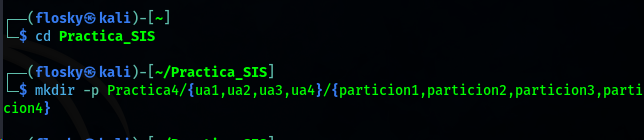 ┌──(flosky㉿kali)-[~]
└─$ cd Practica_SIS
┌──(flosky㉿kali)-[~/Practica_SIS]
└─$ mkdir -p Practica4/{ua1,ua2,ua3,ua4}/{particion1,particion2,particion3,parti
cion4}